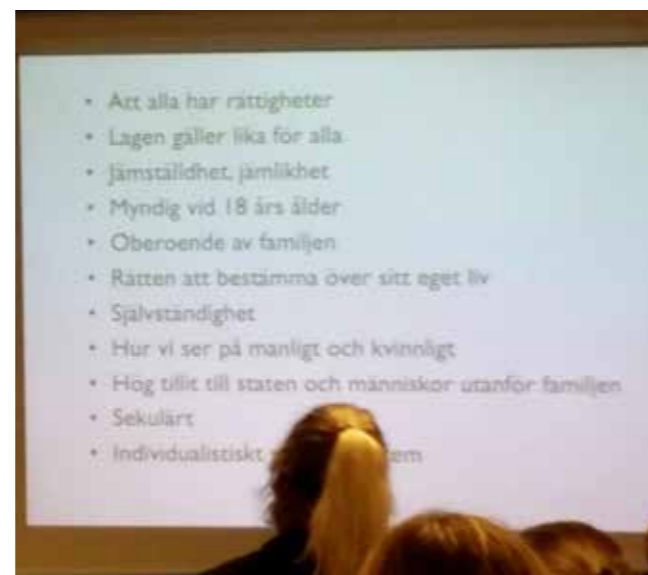 • Att alla har rättigheter
• Lagen gäller lika för alla
• Jämställdhet, jämlikhet
• Myndig vid 18 års ålder
• Oberoende av familjen
• Rätten att bestämma över sitt eget liv
• Självständighet
• Hur vi ser på manligt och kvinnligt
• Hög tillit till staten och människor utanför familjen
• Sekulärt
• Individualistiskt